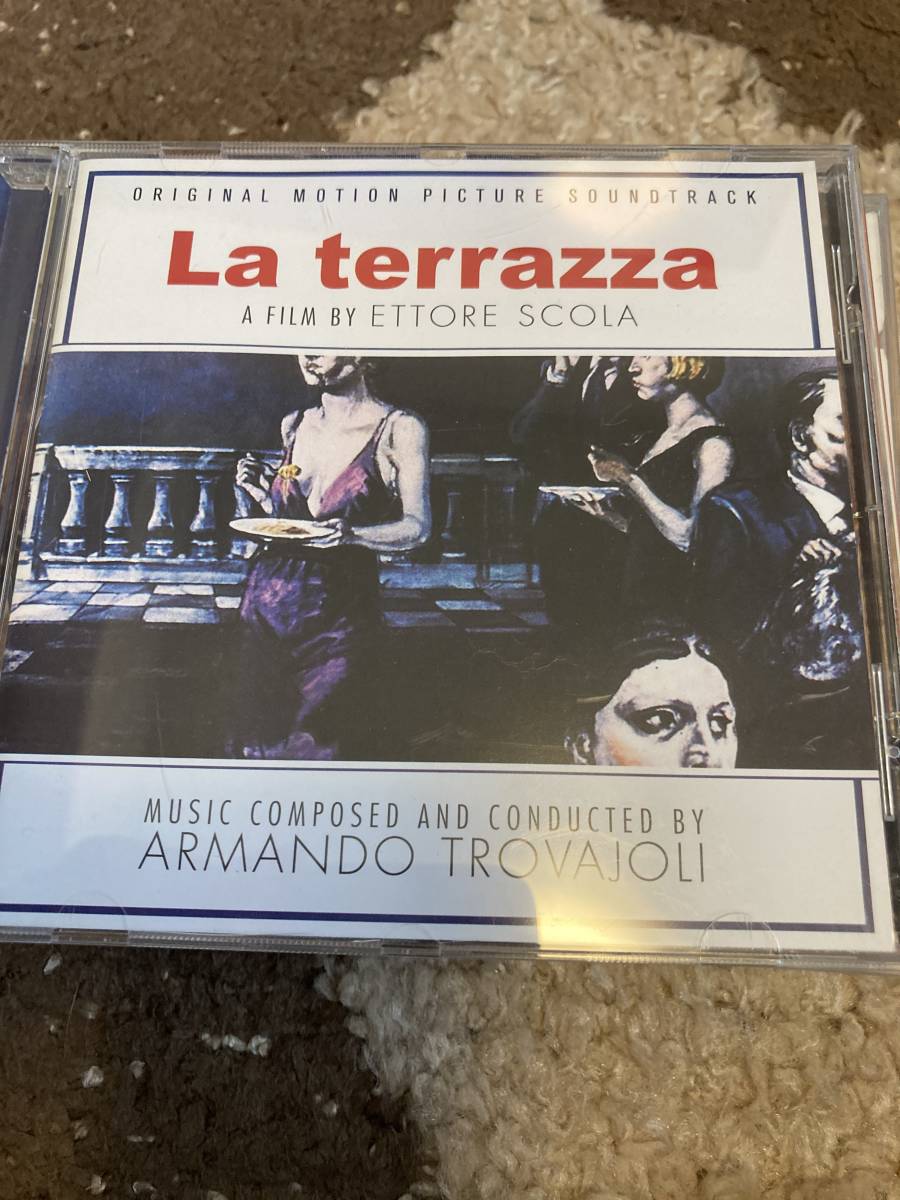 ORIGINAL MOTION PICTURE SOUNDTRACK
La terrazza
A FILM BY ETTORE SCOLA
MUSIC COMPOSED AND CONDUCTED BY
ARMANDO TROVAJOLI